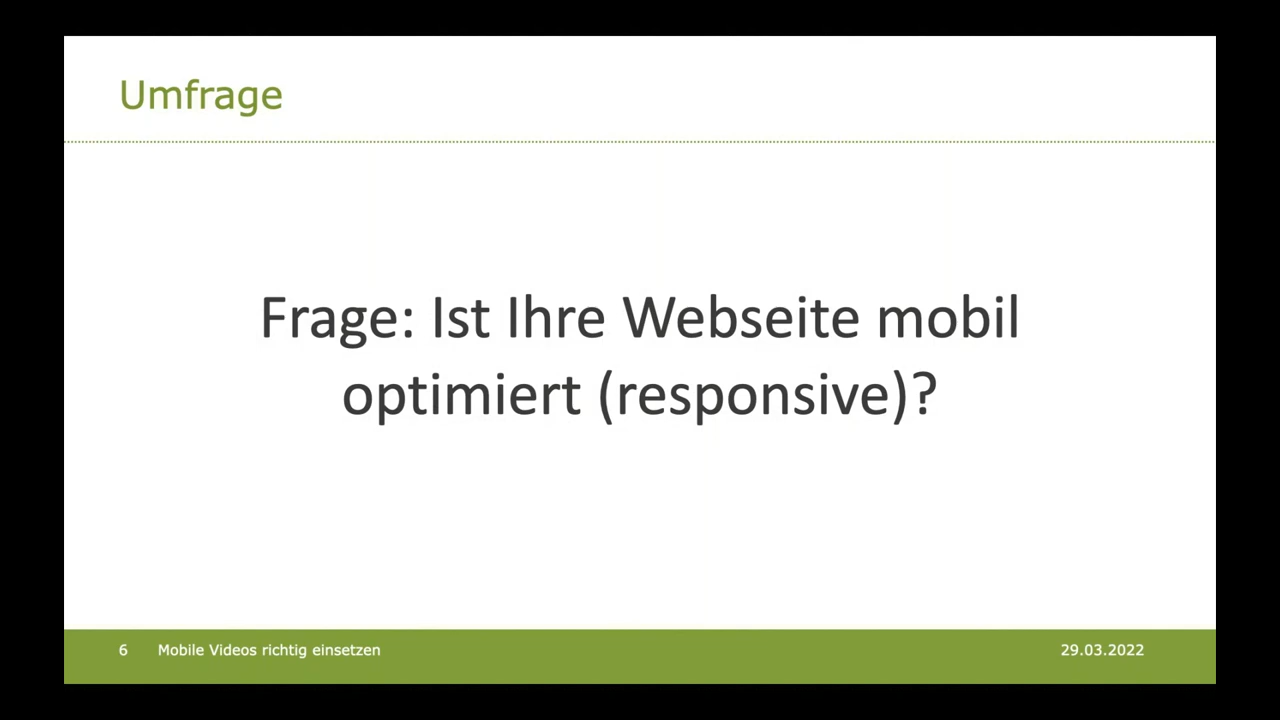 Umfrage
Frage: Ist Ihre Webseite mobil
optimiert (responsive)?
6 Mobile Videos richtig einsetzen 29.03.2022